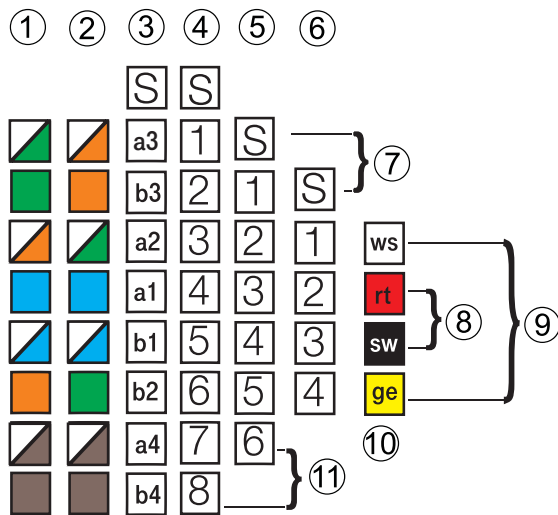 ① ② ③ ④ ⑤ ⑥
S S
a3 1 S ⑦
b3 2 1 S
a2 3 2 1 ws
a1 4 3 2 rt ⑧ ⑨
b1 5 4 3 sw
b2 6 5 4 ge
a4 7 6 ⑩
b4 8 ⑪